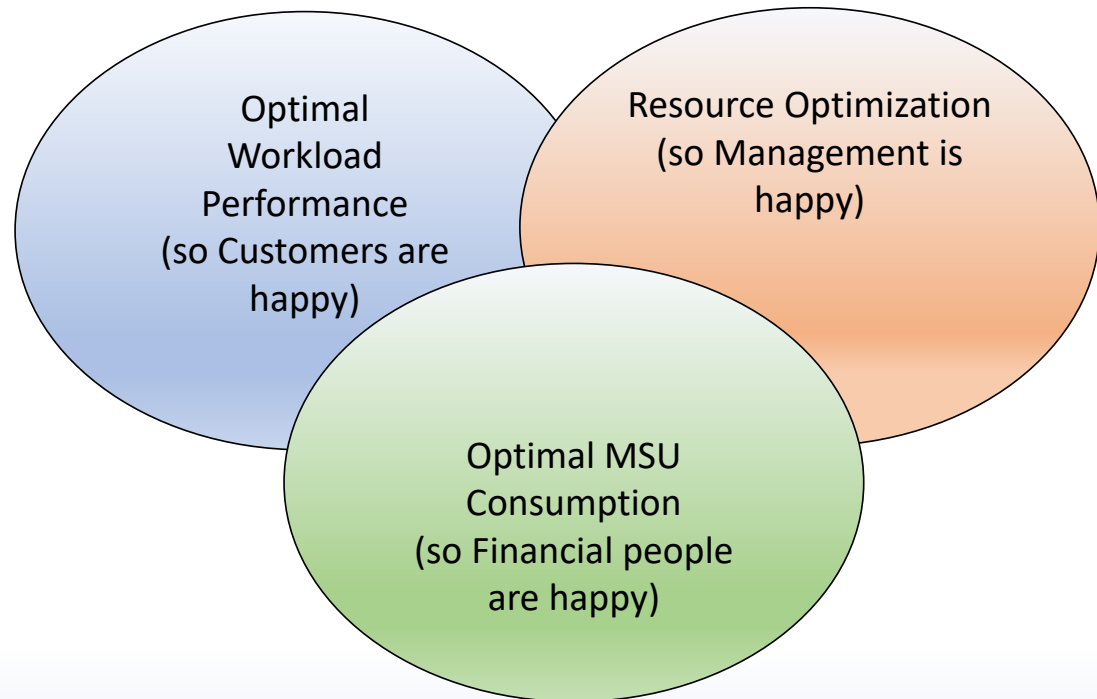 Optimal
Workload
Performance
(so Customers are
happy)
Resource Optimization
(so Management is
happy)
Optimal MSU
Consumption
(so Financial people
are happy)